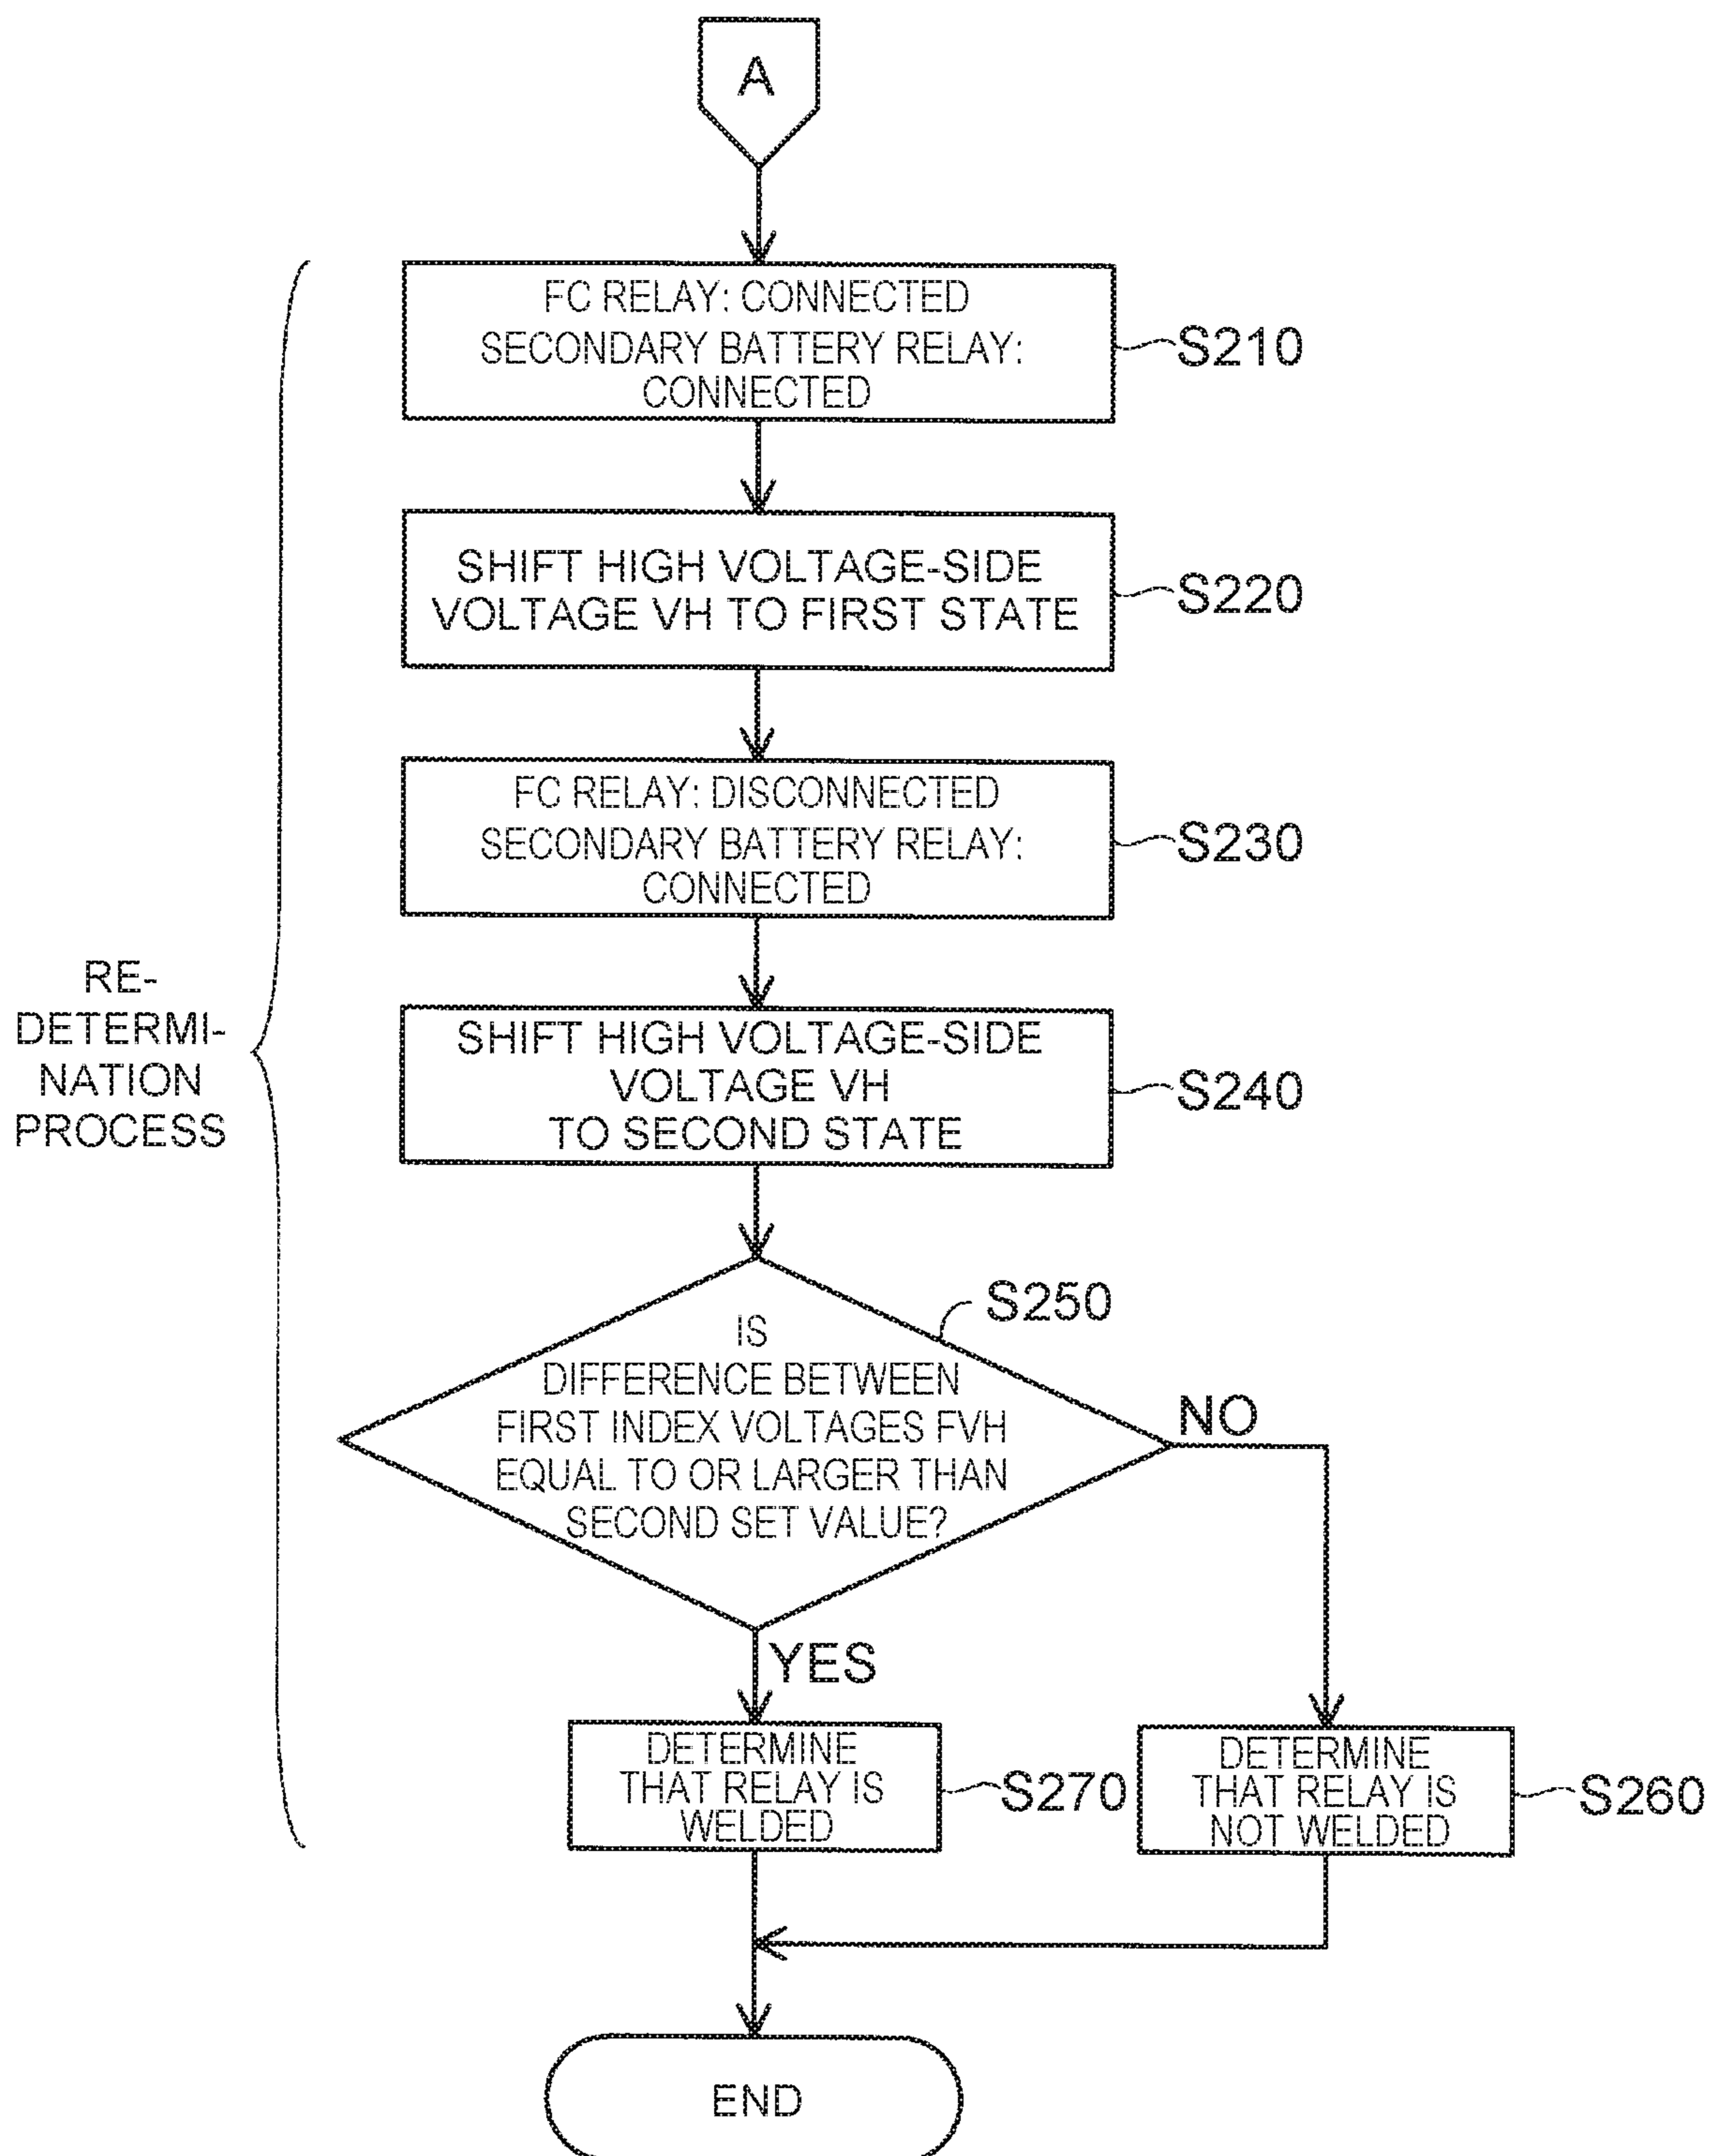 A
FC RELAY: CONNECTED
SECONDARY BATTERY RELAY:
CONNECTED
S210
SHIFT HIGH VOLTAGE-SIDE
VOLTAGE VH TO FIRST STATE
S220
FC RELAY: DISCONNECTED
SECONDARY BATTERY RELAY:
CONNECTED
S230
RE-
DETERMI-
NATION
PROCESS
SHIFT HIGH VOLTAGE-SIDE
VOLTAGE VH
TO SECOND STATE
S240
S250
IS
DIFFERENCE BETWEEN
FIRST INDEX VOLTAGES FVH
EQUAL TO OR LARGER THAN
SECOND SET VALUE?
NO
YES
DETERMINE
THAT RELAY IS
WELDED
S270
DETERMINE
THAT RELAY IS
NOT WELDED
S260
END